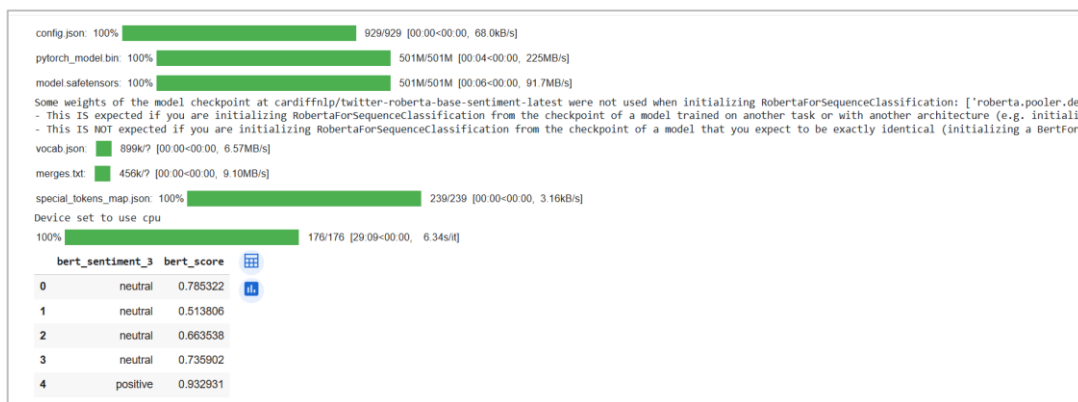 config.json: 100% 929/929 [00:00<00:00, 68.0kB/s]
pytorch_model.bin: 100% 501M/501M [00:04<00:00, 225MB/s]
model.safetensors: 100% 501M/501M [00:06<00:00, 91.7MB/s]
Some weights of the model checkpoint at cardiffnlp/twitter-roberta-base-sentiment-latest were not used when initializing RobertaForSequenceClassification: ['roberta.pooler.de
- This IS expected if you are initializing RobertaForSequenceClassification from the checkpoint of a model trained on another task or with another architecture (e.g. initiali
- This IS NOT expected if you are initializing RobertaForSequenceClassification from the checkpoint of a model that you expect to be exactly identical (initializing a BertFor
vocab.json: 899k/? [00:00<00:00, 6.57MB/s]
merges.txt: 456k/? [00:00<00:00, 9.10MB/s]
special_tokens_map.json: 100% 239/239 [00:00<00:00, 3.16kB/s]
Device set to use cpu
100% 176/176 [29:09<00:00, 6.34s/it]
bert_sentiment_3 bert_score
0 neutral 0.785322
1 neutral 0.513806
2 neutral 0.663538
3 neutral 0.735902
4 positive 0.932931